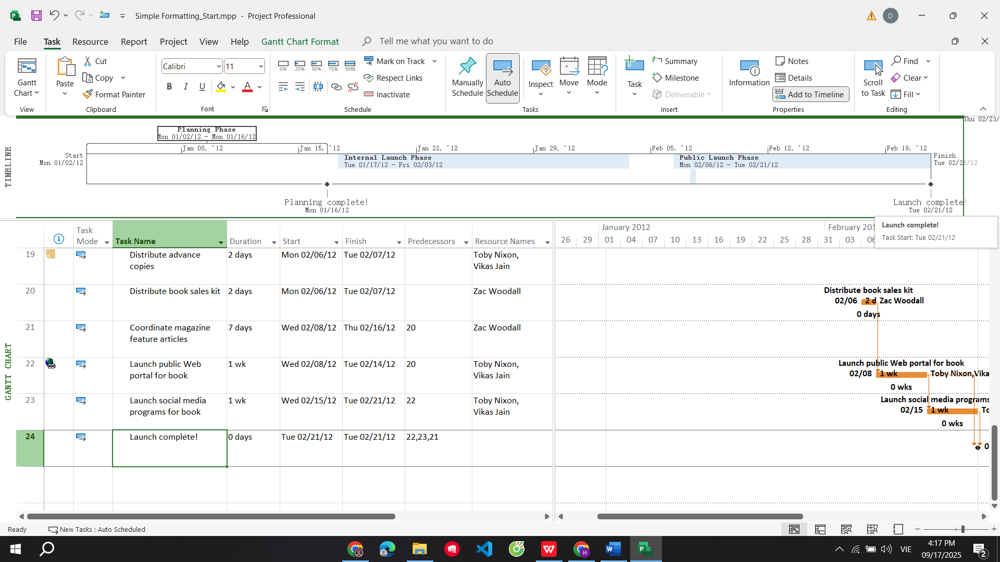 Simple Formatting_Start.mpp - Project Professional
D
File Task Resource Report Project View Help Gantt Chart Format Tell me what you want to do
Gantt Chart
View
Paste
Cut
Copy
Format Painter
Clipboard
Calibri 11
B I U A
Font
0% 25% 50% 75% 100%
Mark on Track
Respect Links
Inactivate
Schedule
Manually Schedule
Auto Schedule
Inspect
Move
Mode
Tasks
Task
Summary
Milestone
Deliverable
Insert
Information
Notes
Details
Add to Timeline
Properties
Scroll to Task
Find
Clear
Fill
Editing
TIMELINE
Thu 02/23/
Planning Phase
Mon 01/02/12 - Mon 01/16/12
Jan 08, '12 Jan 15, '12 Jan 22, '12 Jan 29, '12 Feb 05, '12 Feb 12, '12 Feb 19, '12
Start
Mon 01/02/12
Internal Launch Phase
Tue 01/17/12 - Fri 02/03/12
Public Launch Phase
Mon 02/06/12 - Tue 02/21/12
Finish
Tue 02/21/12
Planning complete!
Mon 01/16/12
Launch complete!
Tue 02/21/12
Launch complete!
Task Start: Tue 02/21/12
GANTT CHART
Task Mode Task Name Duration Start Finish Predecessors Resource Names
January 2012 February 201
26 29 01 04 07 10 13 16 19 22 25 28 31 03 0
19 Distribute advance copies 2 days Mon 02/06/12 Tue 02/07/12 Toby Nixon, Vikas Jain
20 Distribute book sales kit 2 days Mon 02/06/12 Tue 02/07/12 Zac Woodall
21 Coordinate magazine feature articles 7 days Wed 02/08/12 Thu 02/16/12 20 Zac Woodall
22 Launch public Web portal for book 1 wk Wed 02/08/12 Tue 02/14/12 20 Toby Nixon, Vikas Jain
23 Launch social media programs for book 1 wk Wed 02/15/12 Tue 02/21/12 22 Toby Nixon, Vikas Jain
24 Launch complete! 0 days Tue 02/21/12 Tue 02/21/12 22,23,21
Distribute book sales kit
02/06 2 d Zac Woodall
0 days
Launch public Web portal for book
02/08 1 wk Toby Nixon,Vika
0 wks
Launch social media programs
02/15 1 wk To
0 wks
0
Ready New Tasks : Auto Scheduled
VIE
4:17 PM
09/17/2025
2